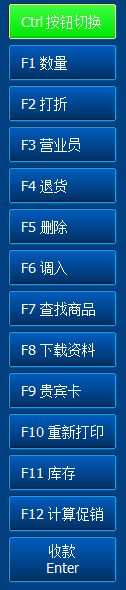 Ctrl 按钮切换
F1 数量
F2 打折
F3 营业员
F4 退货
F5 删除
F6 调入
F7 查找商品
F8 下载资料
F9 贵宾卡
F10 重新打印
F11 库存
F12 计算促销
收款
Enter